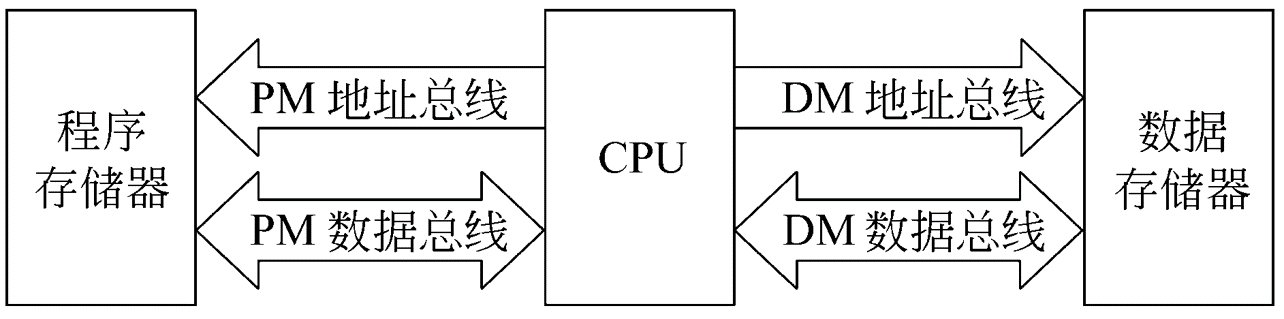 程序
存储器
PM 地址总线
PM 数据总线
CPU
DM 地址总线
DM 数据总线
数据
存储器